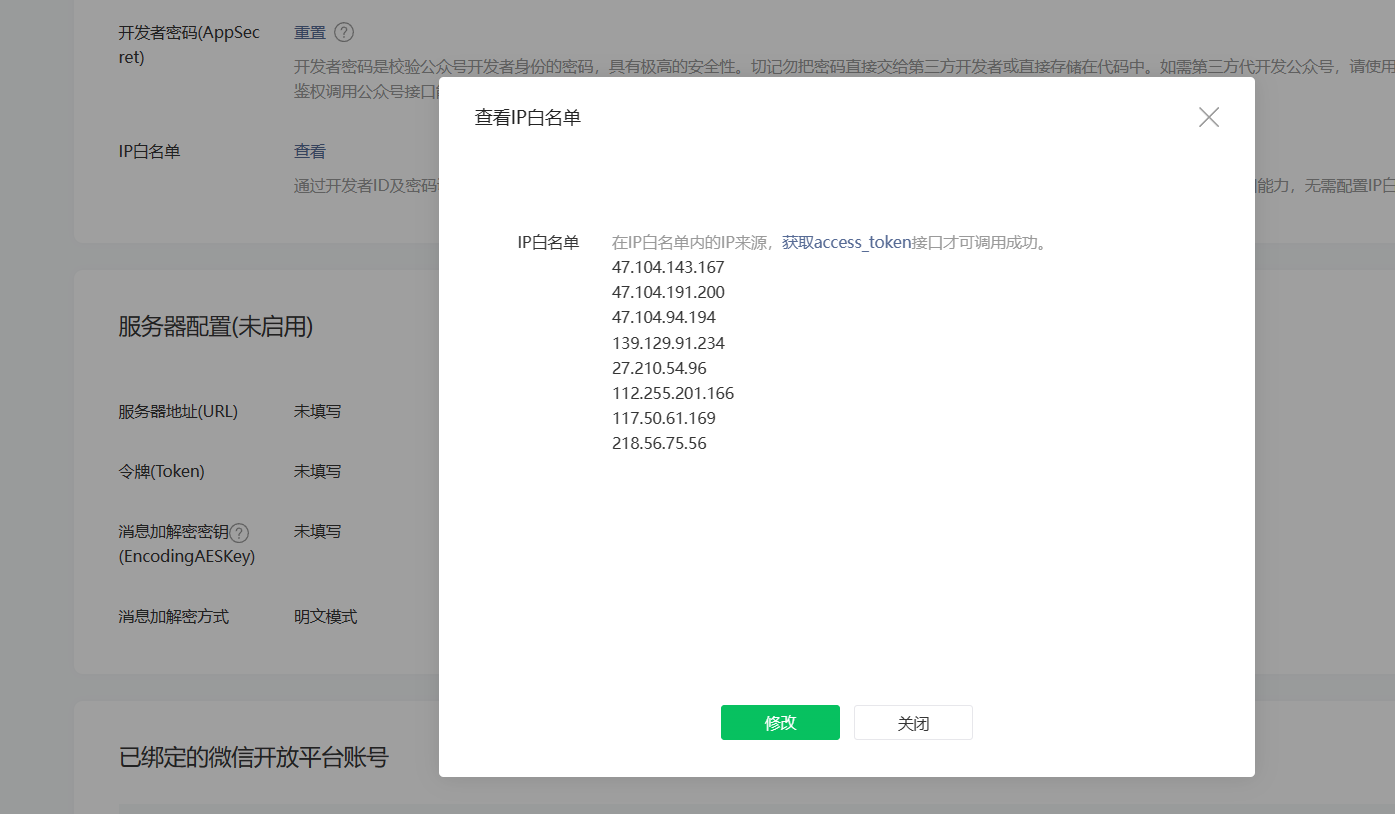 开发者密码(AppSec
ret)
重置 ?
开发者密码是校验公众号开发者身份的密码，具有极高的安全性。切记勿把密码直接交给第三方开发者或直接存储在代码中。如需第三方代开发公众号，请使用
鉴权调用公众号接口
IP白名单
查看
通过开发者ID及密码
能力，无需配置IP白
查看IP白名单
IP白名单
在IP白名单内的IP来源，获取access_token接口才可调用成功。
47.104.143.167
47.104.191.200
47.104.94.194
139.129.91.234
27.210.54.96
112.255.201.166
117.50.61.169
218.56.75.56
修改
关闭
服务器配置(未启用)
服务器地址(URL)
未填写
令牌(Token)
未填写
消息加解密密钥?
(EncodingAESKey)
未填写
消息加解密方式
明文模式
已绑定的微信开放平台账号